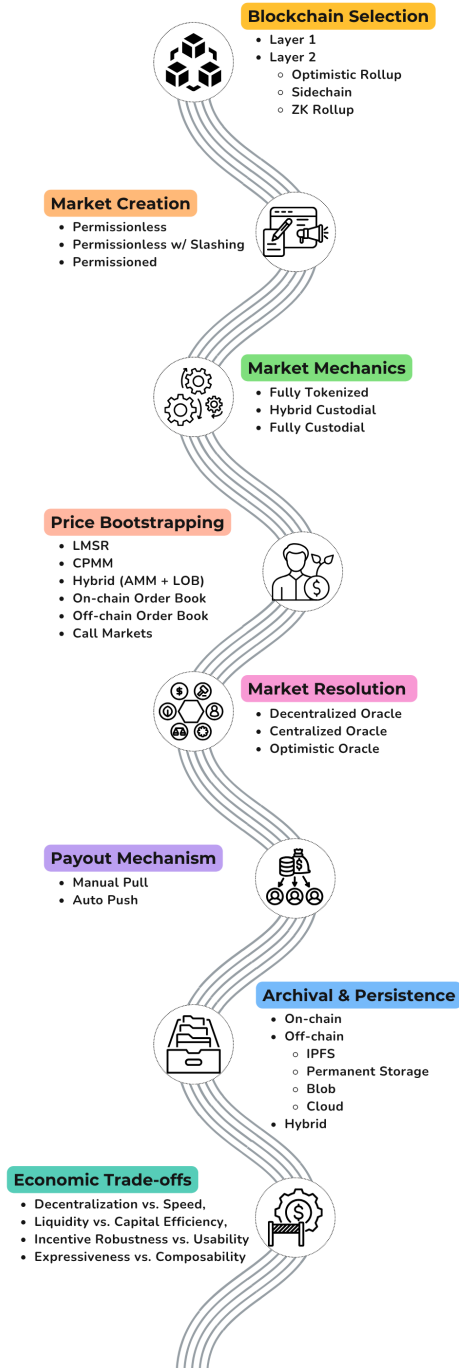 Blockchain Selection
Layer 1
Layer 2
Optimistic Rollup
Sidechain
ZK Rollup
Market Creation
Permissionless
Permissionless w/ Slashing
Permissioned
Market Mechanics
Fully Tokenized
Hybrid Custodial
Fully Custodial
Price Bootstrapping
LMSR
CPMM
Hybrid (AMM + LOB)
On-chain Order Book
Off-chain Order Book
Call Markets
Market Resolution
Decentralized Oracle
Centralized Oracle
Optimistic Oracle
Payout Mechanism
Manual Pull
Auto Push
Archival & Persistence
On-chain
Off-chain
IPFS
Permanent Storage
Blob
Cloud
Hybrid
Economic Trade-offs
Decentralization vs. Speed,
Liquidity vs. Capital Efficiency,
Incentive Robustness vs. Usability
Expressiveness vs. Composability